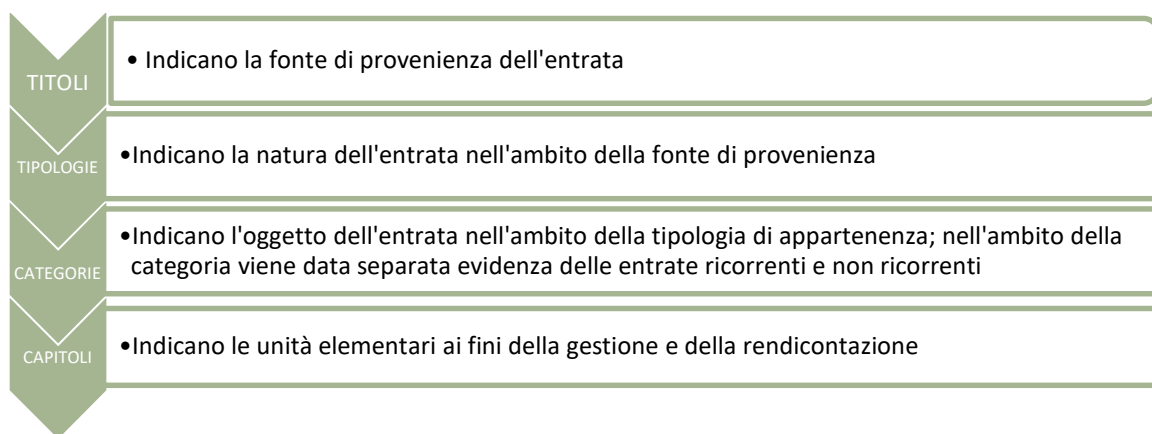 TITOLI
• Indicano la fonte di provenienza dell'entrata
TIPOLOGIE
•Indicano la natura dell'entrata nell'ambito della fonte di provenienza
CATEGORIE
•Indicano l'oggetto dell'entrata nell'ambito della tipologia di appartenenza; nell'ambito della
categoria viene data separata evidenza delle entrate ricorrenti e non ricorrenti
CAPITOLI
•Indicano le unità elementari ai fini della gestione e della rendicontazione